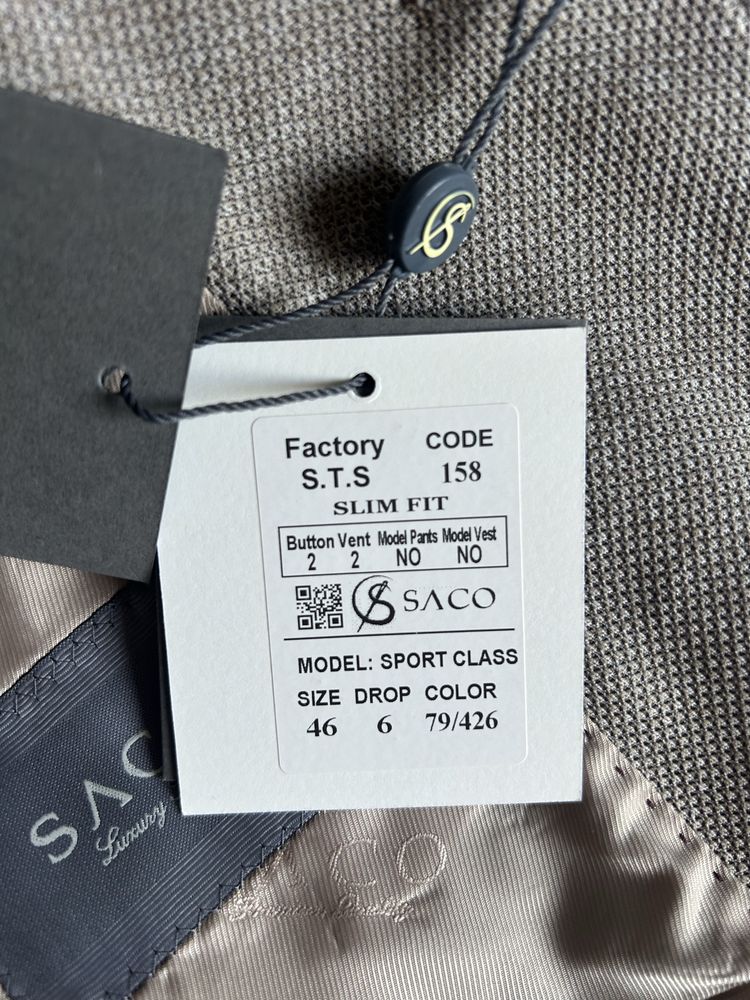 Factory CODE
S.T.S 158
SLIM FIT
Button Vent Model Pants Model Vest
2 2 NO NO
SACO
MODEL: SPORT CLASS
SIZE DROP COLOR
46 6 79/426
SAC
Luxury
ACO